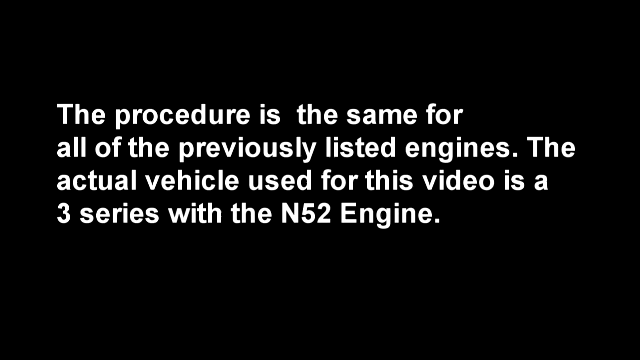 The procedure is  the same for
all of the previously listed engines. The
actual vehicle used for this video is a
3 series with the N52 Engine.